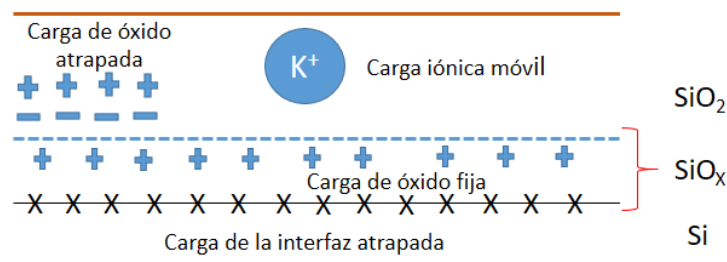 Carga de óxido
atrapada
K⁺
Carga iónica móvil
SiO₂
SiOₓ
Carga de óxido fija
X X X X X X X X X X X X X
Carga de la interfaz atrapada
Si